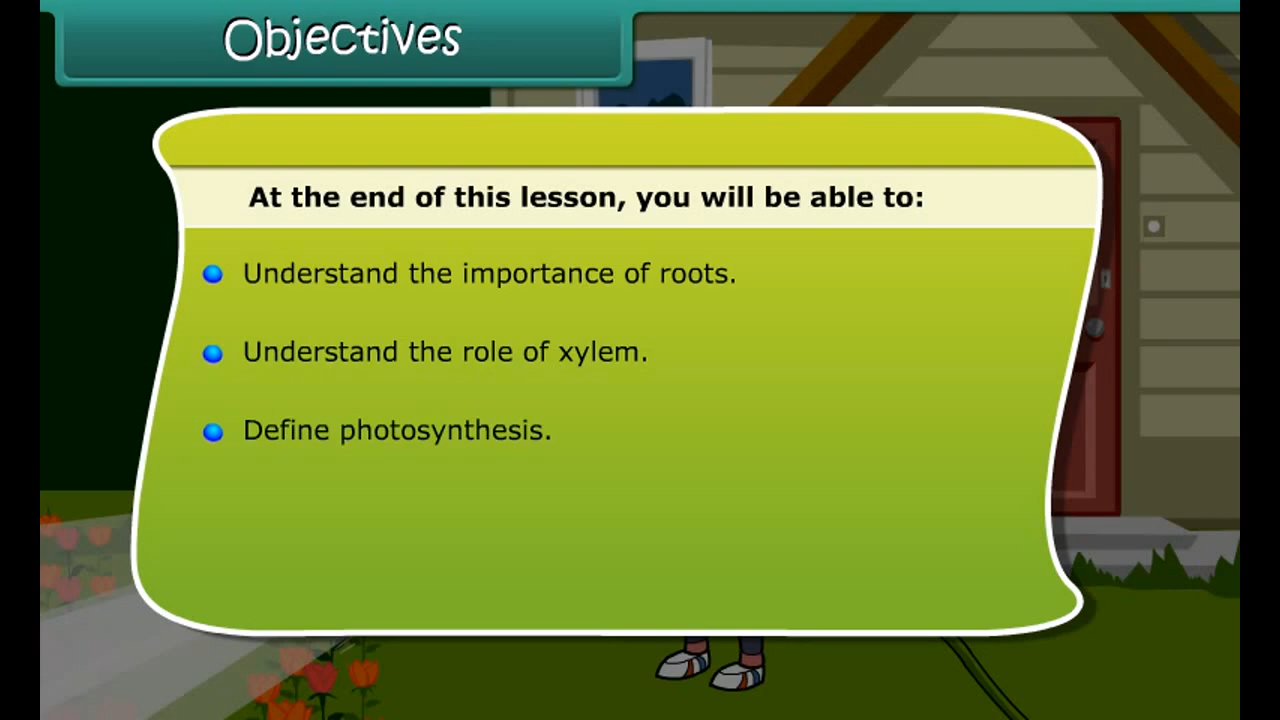 Objectives
At the end of this lesson, you will be able to:
Understand the importance of roots.
Understand the role of xylem.
Define photosynthesis.